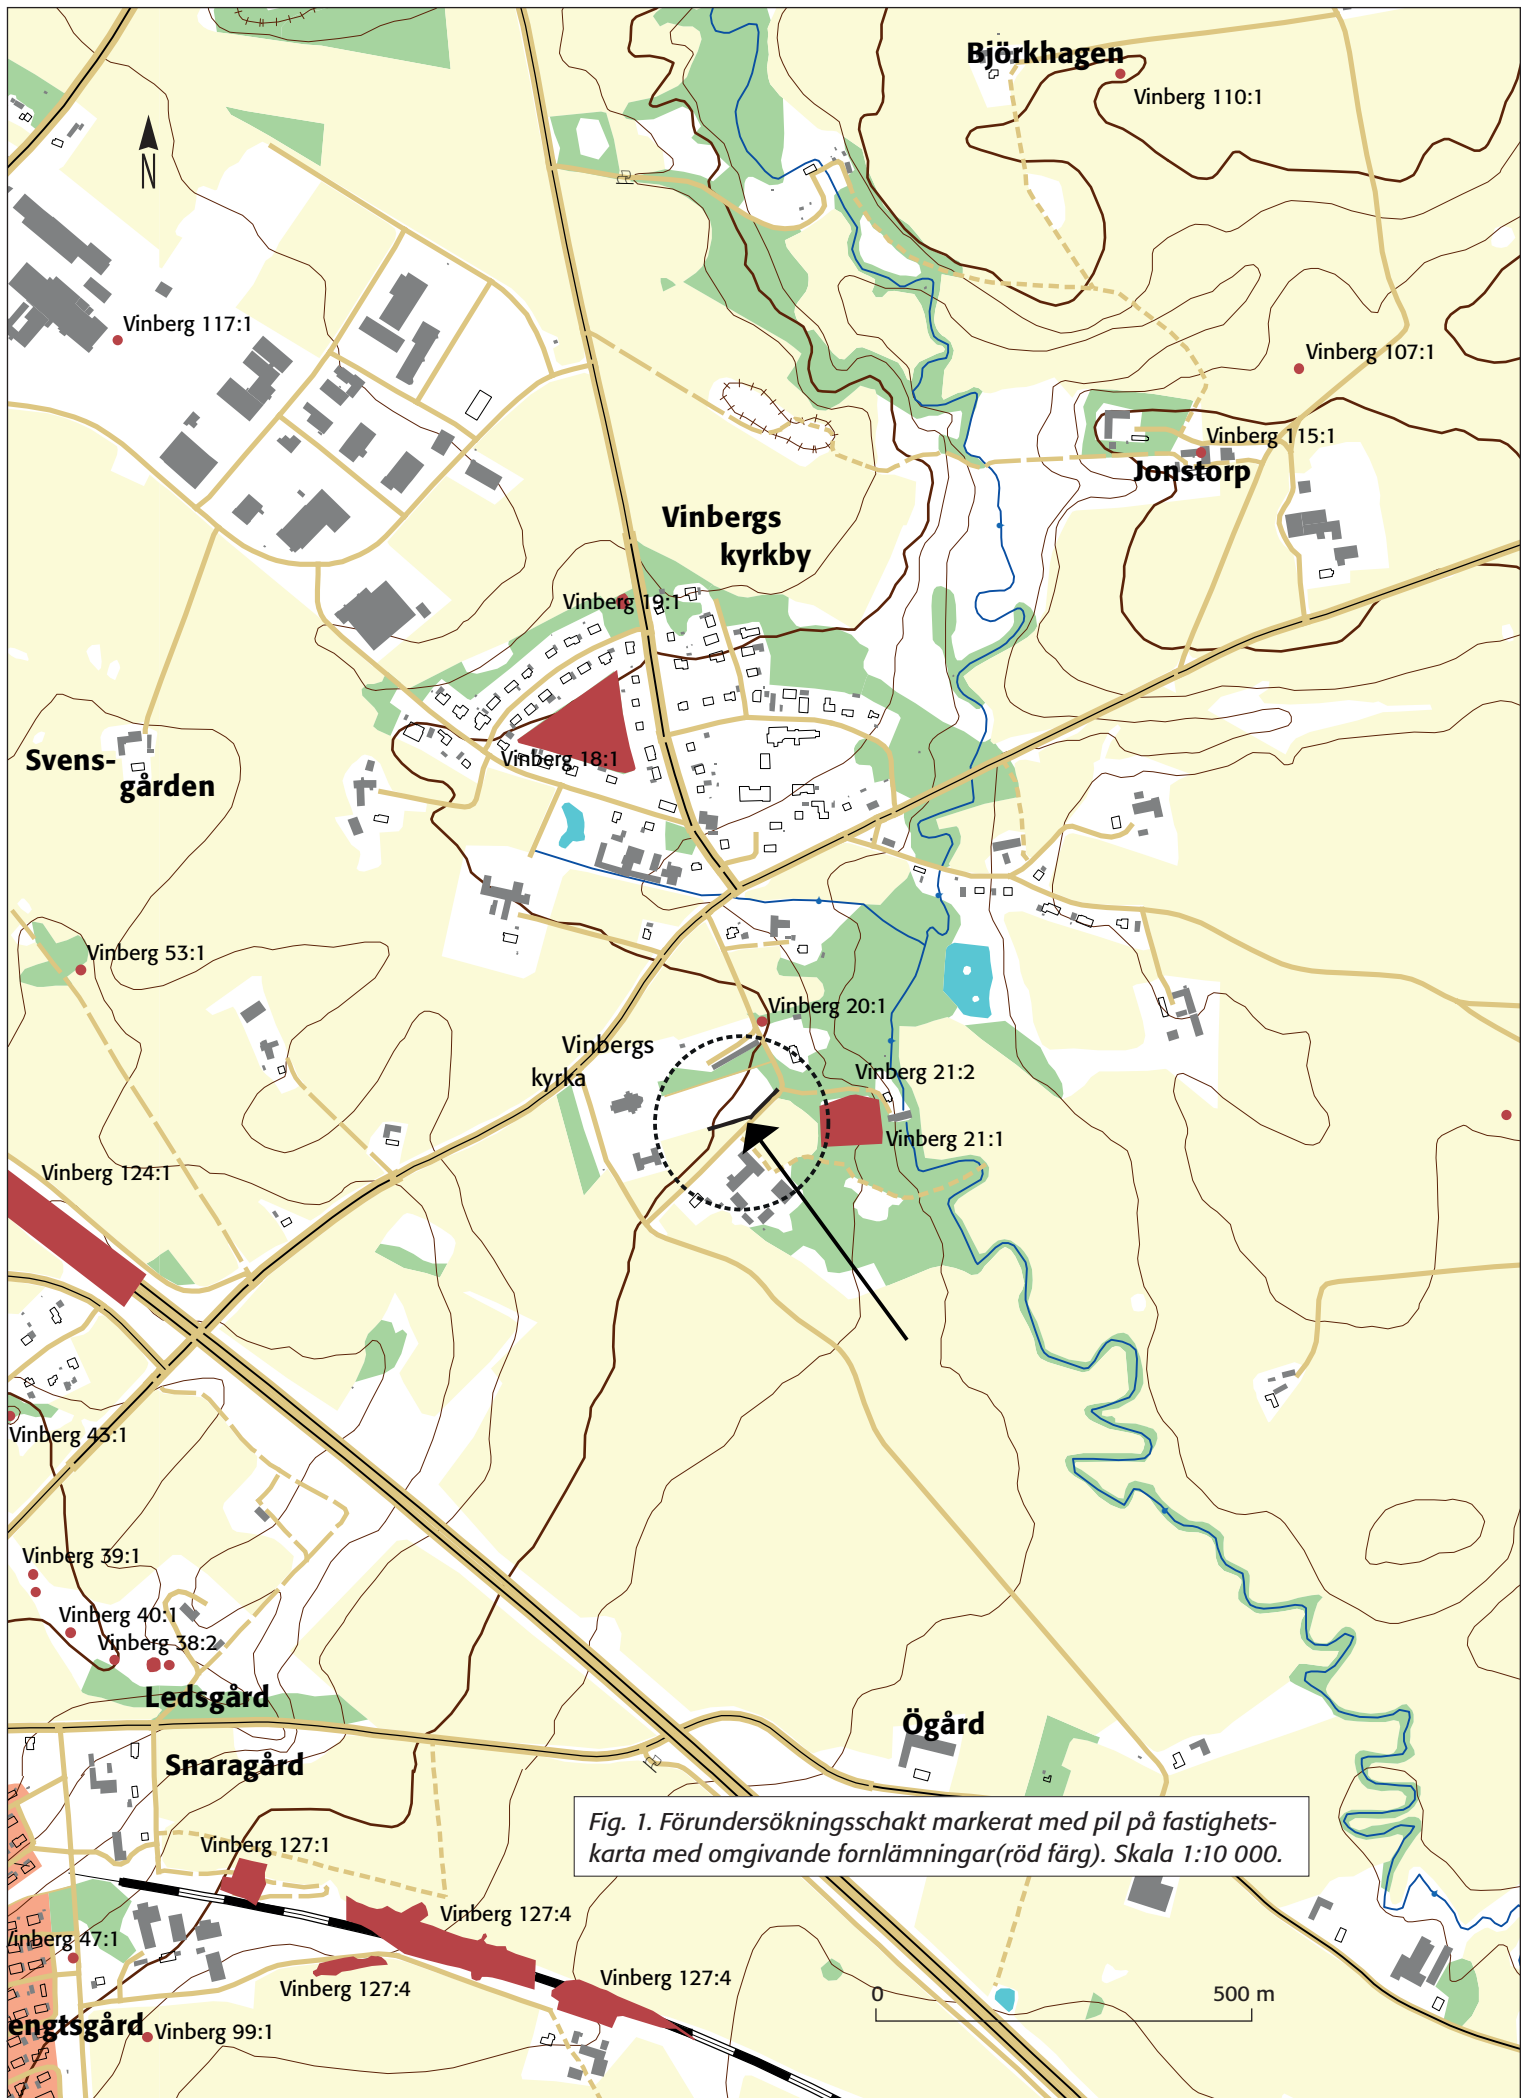 Björkhagen
Vinberg 110:1
N
Vinberg 117:1
Vinberg 107:1
Vinberg 115:1
Jonstorp
Vinbergs
kyrkby
Vinberg 19:1
Vinberg 18:1
Svens-
gården
Vinberg 53:1
Vinberg 20:1
Vinbergs
kyrka
Vinberg 21:2
Vinberg 21:1
Vinberg 124:1
Vinberg 43:1
Vinberg 39:1
Vinberg 40:1
Vinberg 38:2
Ledsgård
Ögård
Snaragård
Fig. 1. Förundersökningsschakt markerat med pil på fastighets-
karta med omgivande fornlämningar(röd färg). Skala 1:10 000.
Vinberg 127:1
Vinberg 127:4
Vinberg 47:1
Vinberg 127:4
Vinberg 127:4
0 500 m
engtsgård
Vinberg 99:1